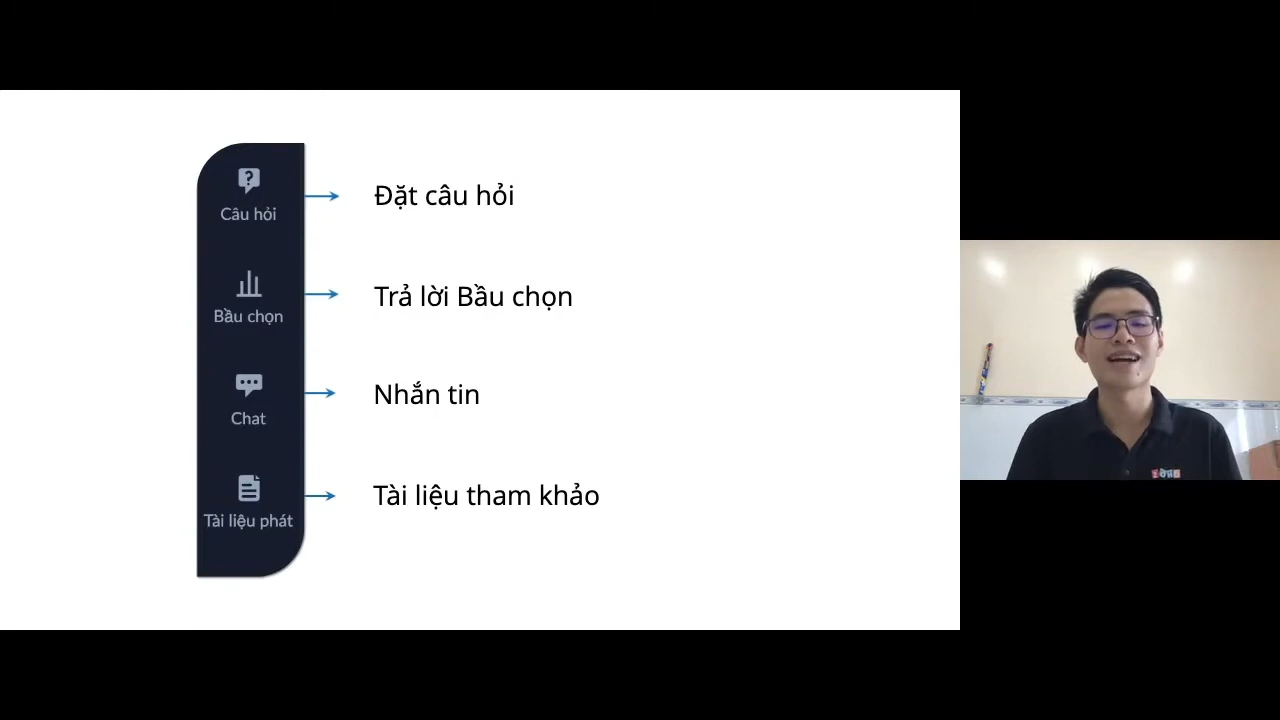 Câu hỏi
Đặt câu hỏi
Bầu chọn
Trả lời Bầu chọn
Chat
Nhắn tin
Tài liệu phát
Tài liệu tham khảo